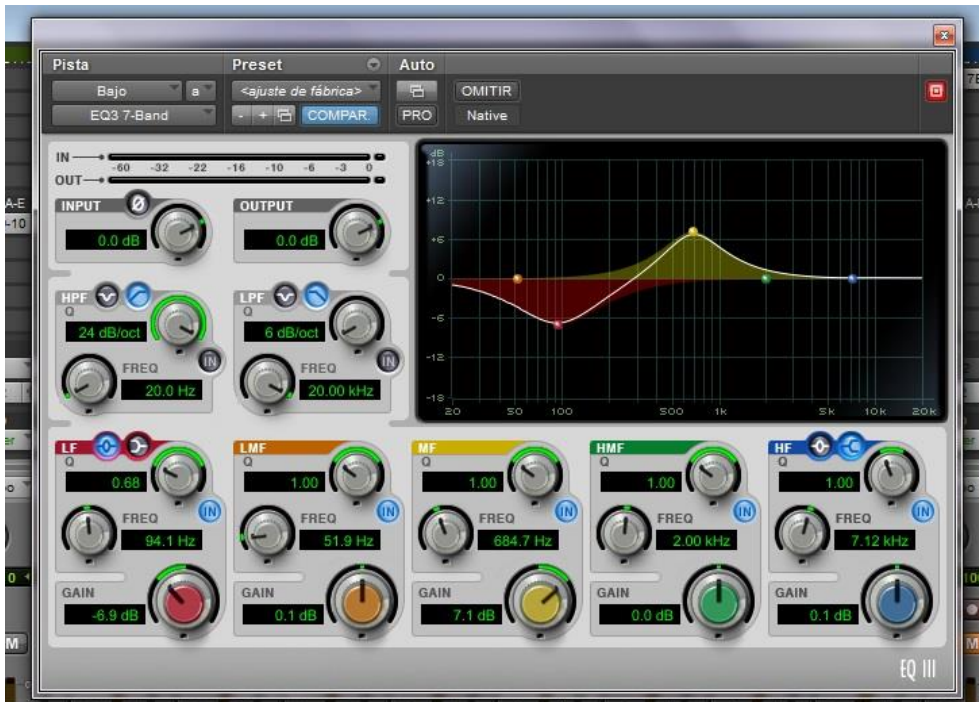 Pista Preset Auto
Bajo a <ajuste de fábrica> OMITIR
EQ3 7-Band - + COMPAR. PRO Native
IN
-60 -32 -22 -16 -10 -6 -3 0
OUT
INPUT Ø OUTPUT
0.0 dB 0.0 dB
HPF LPF
Q Q
24 dB/oct 6 dB/oct
IN IN
FREQ FREQ
20.0 Hz 20.00 kHz
dB
+18
+12
+6
0
-6
-12
-18
20 50 100 500 1k 5k 10k 20k
LF LMF MF HMF HF
Q Q Q Q Q
0.68 1.00 1.00 1.00 1.00
IN IN IN IN IN
FREQ FREQ FREQ FREQ FREQ
94.1 Hz 51.9 Hz 684.7 Hz 2.00 kHz 7.12 kHz
GAIN GAIN GAIN GAIN GAIN
-6.9 dB 0.1 dB 7.1 dB 0.0 dB 0.1 dB
EQ III
A-E
-10
M